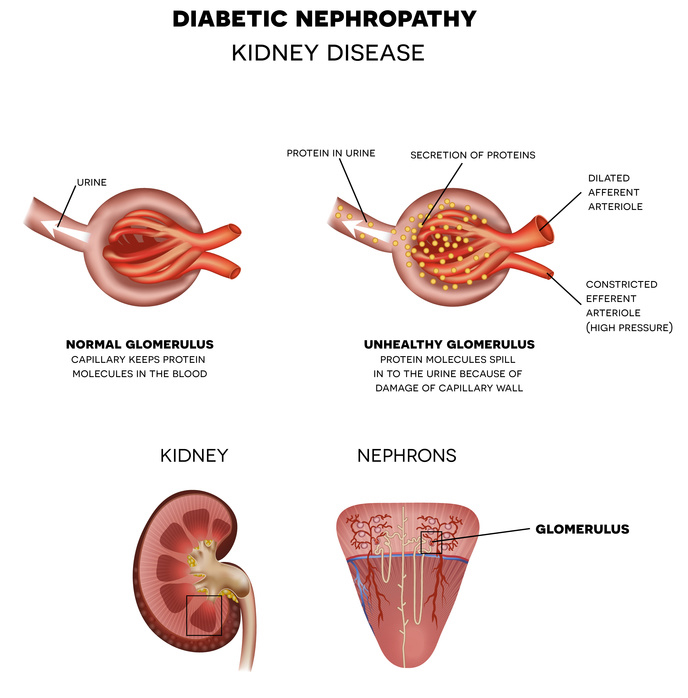 DIABETIC NEPHROPATHY
KIDNEY DISEASE
URINE
NORMAL GLOMERULUS
CAPILLARY KEEPS PROTEIN
MOLECULES IN THE BLOOD
PROTEIN IN URINE
SECRETION OF PROTEINS
DILATED
AFFERENT
ARTERIOLE
CONSTRICTED
EFFERENT
ARTERIOLE
(HIGH PRESSURE)
UNHEALTHY GLOMERULUS
PROTEIN MOLECULES SPILL
IN TO THE URINE BECAUSE OF
DAMAGE OF CAPILLARY WALL
KIDNEY
NEPHRONS
GLOMERULUS